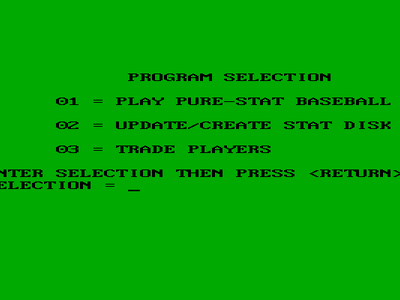 PROGRAM SELECTION
01 = PLAY PURE-STAT BASEBALL
02 = UPDATE/CREATE STAT DISK
03 = TRADE PLAYERS
NTER SELECTION THEN PRESS <RETURN>
ELECTION = _